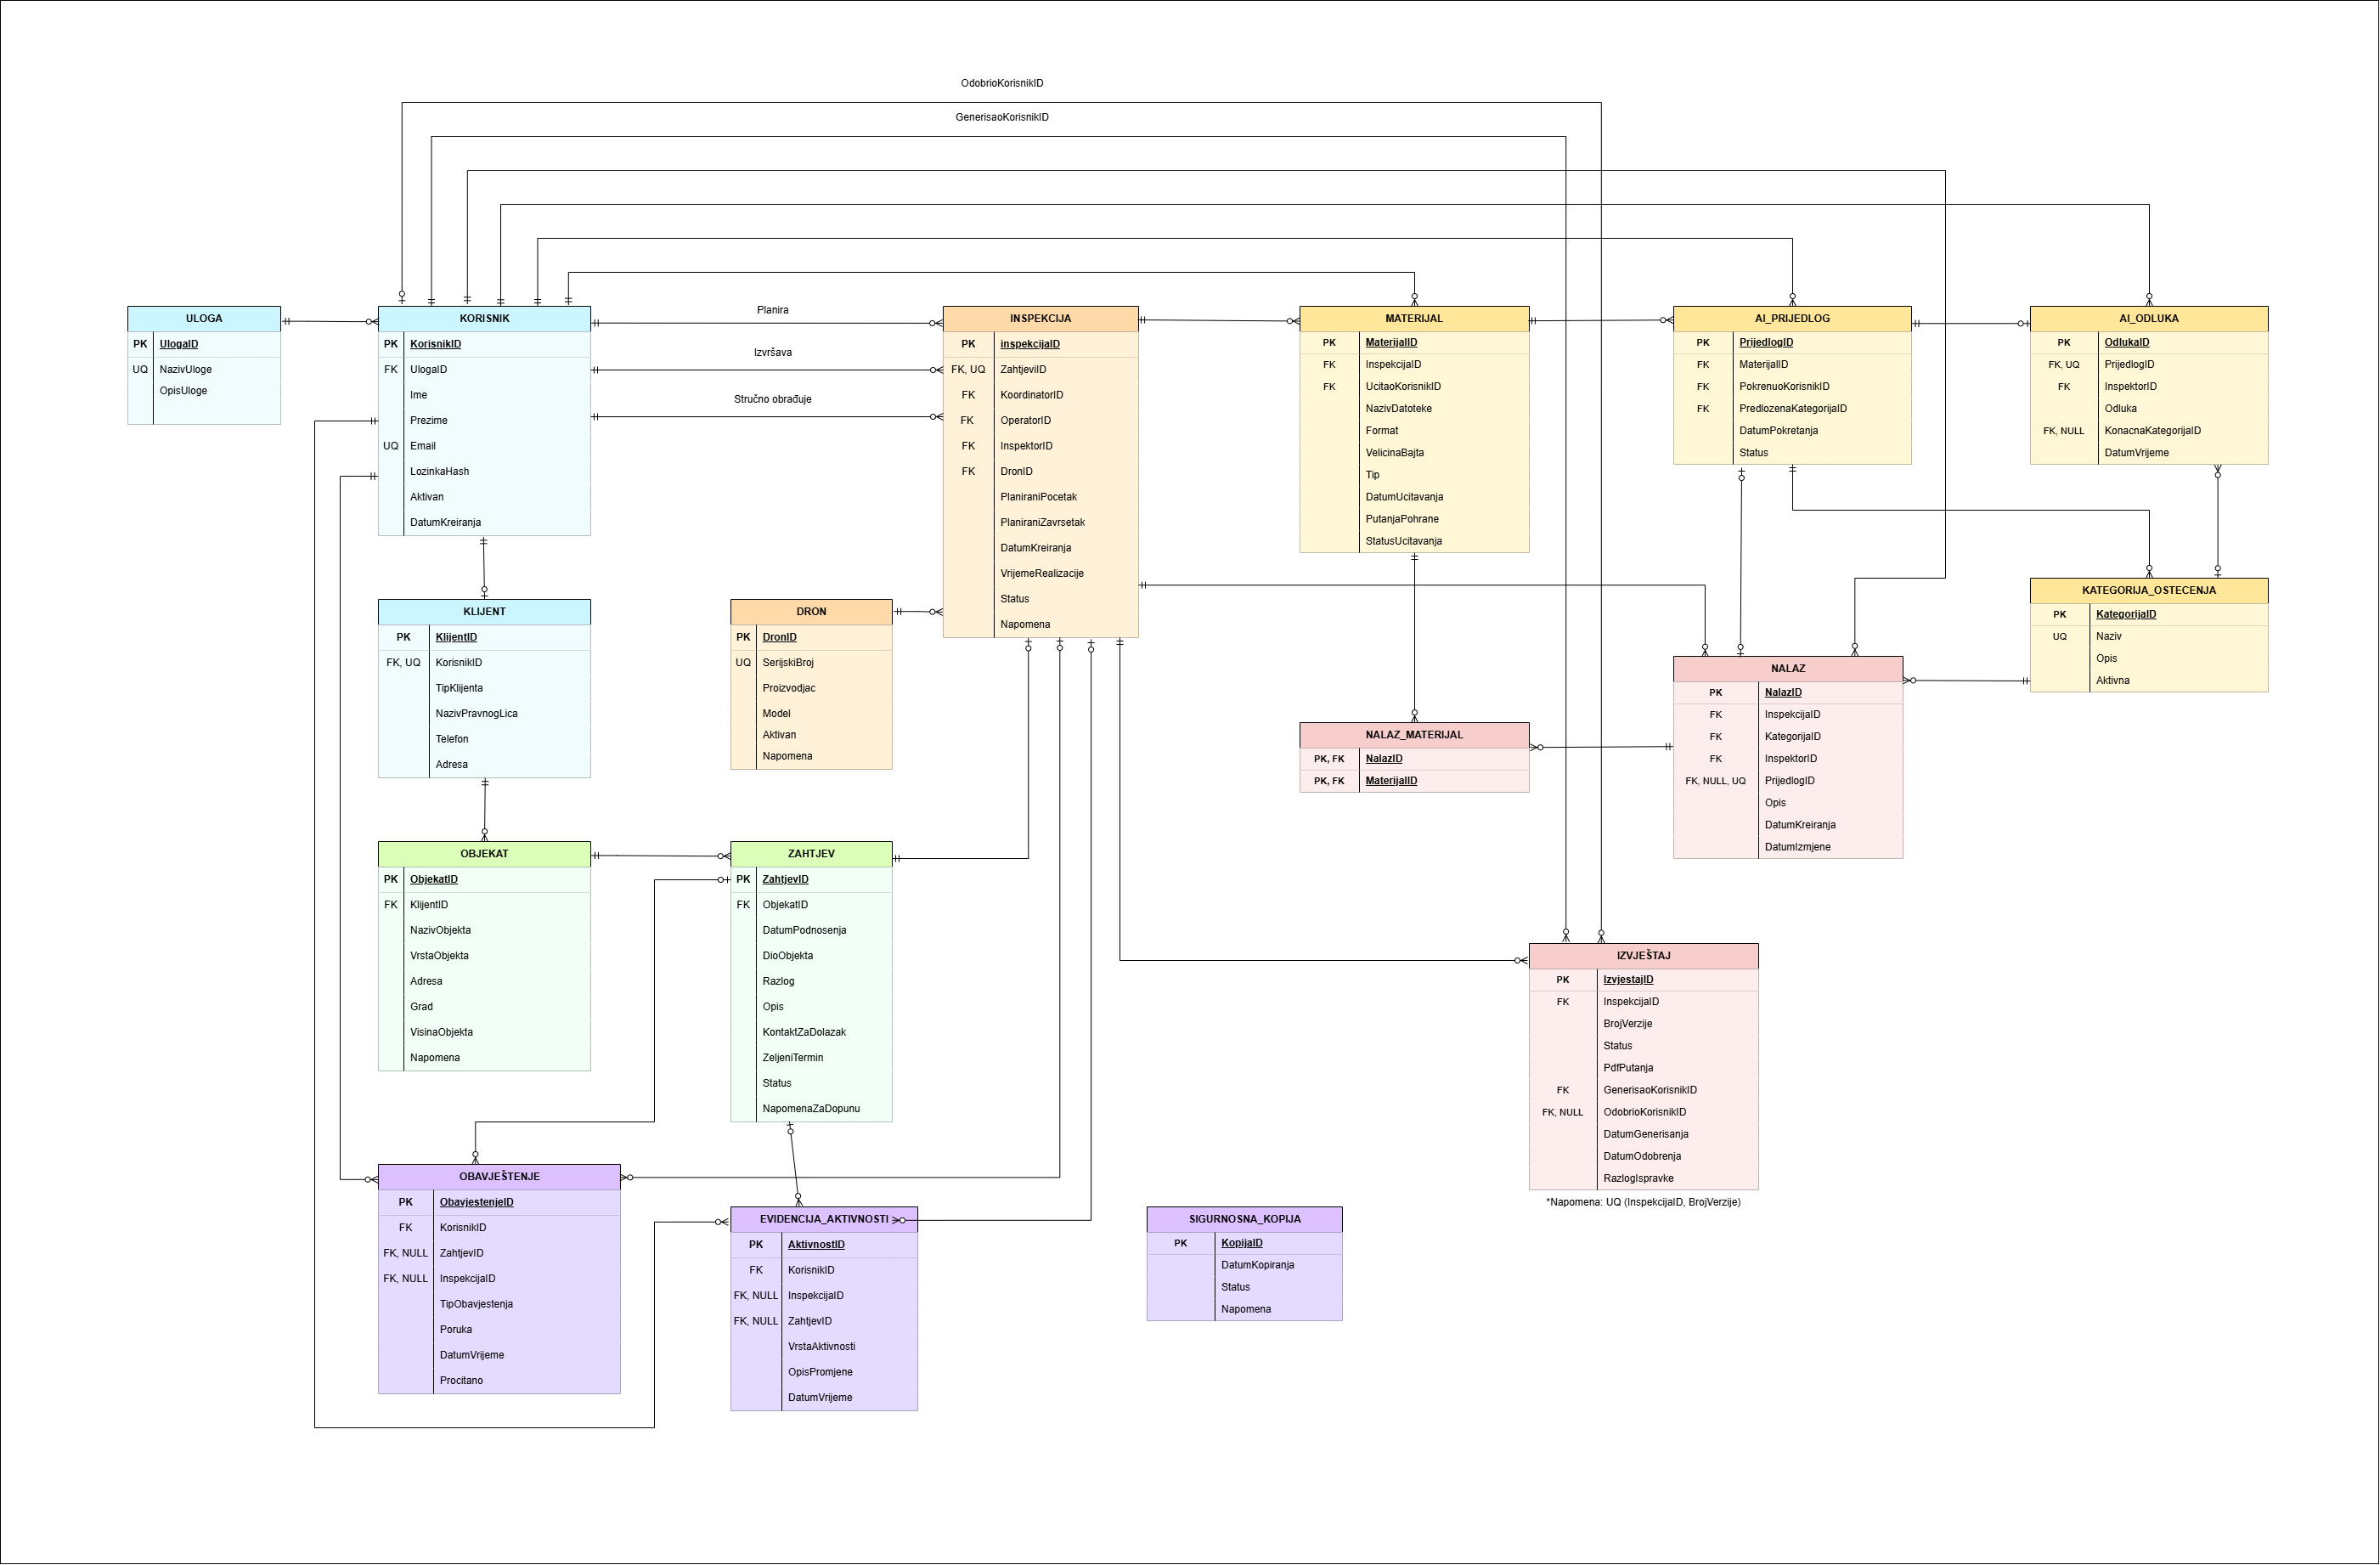 OdobrioKorisnikID
GenerisaoKorisnikID
Planira
Izvršava
Stručno obrađuje
ULOGA
PK UlogaID
UQ NazivUloge
OpisUloge
KORISNIK
PK KorisnikID
FK UlogaID
Ime
Prezime
UQ Email
LozinkaHash
Aktivan
DatumKreiranja
INSPEKCIJA
PK inspekcijaID
FK, UQ ZahtjevilD
FK KoordinatorID
FK OperatorID
FK InspektorID
FK DronID
PlaniraniPocetak
PlaniraniZavrsetak
DatumKreiranja
VrijemeRealizacije
Status
Napomena
MATERIJAL
PK MaterijalID
FK InspekcijaID
FK UcitaoKorisnikID
NazivDatoteke
Format
VelicinaBajta
Tip
DatumUcitavanja
PutanjaPohrane
StatusUcitavanja
AI_PRIJEDLOG
PK PrijedlogID
FK MaterijalID
FK PokrenuoKorisnikID
FK PredlozenaKategorijaID
DatumPokretanja
Status
AI_ODLUKA
PK OdlukaID
FK, UQ PrijedlogID
FK InspektorID
Odluka
FK, NULL KonacnaKategorijaID
DatumVrijeme
KLIJENT
PK KlijentID
FK, UQ KorisnikID
TipKlijenta
NazivPravnogLica
Telefon
Adresa
DRON
PK DronID
UQ SerijskiBroj
Proizvodjac
Model
Aktivan
Napomena
KATEGORIJA_OSTECENJA
PK KategorijaID
UQ Naziv
Opis
Aktivna
NALAZ
PK NalazID
FK InspekcijaID
FK KategorijaID
FK InspektorID
FK, NULL, UQ PrijedlogID
Opis
DatumKreiranja
DatumIzmjene
NALAZ_MATERIJAL
PK, FK NalazID
PK, FK MaterijalID
OBJEKAT
PK ObjekatID
FK KlijentID
NazivObjekta
VrstaObjekta
Adresa
Grad
VisinaObjekta
Napomena
ZAHTJEV
PK ZahtjevID
FK ObjekatID
DatumPodnosenja
DioObjekta
Razlog
Opis
KontaktZaDolazak
ZeljeniTermin
Status
NapomenaZaDopunu
IZVJEŠTAJ
PK IzvjestajID
FK InspekcijaID
BrojVerzije
Status
PdfPutanja
FK GenerisaoKorisnikID
FK, NULL OdobrioKorisnikID
DatumGenerisanja
DatumOdobrenja
RazlogIspravke
*Napomena: UQ (InspekcijaID, BrojVerzije)
OBAVJEŠTENJE
PK ObavjestenjeID
FK KorisnikID
FK, NULL ZahtjevID
FK, NULL InspekcijaID
TipObavjestenja
Poruka
DatumVrijeme
Procitano
EVIDENCIJA_AKTIVNOSTI
PK AktivnostID
FK KorisnikID
FK, NULL InspekcijaID
FK, NULL ZahtjevID
VrstaAktivnosti
OpisPromjene
DatumVrijeme
SIGURNOSNA_KOPIJA
PK KopijaID
DatumKopiranja
Status
Napomena